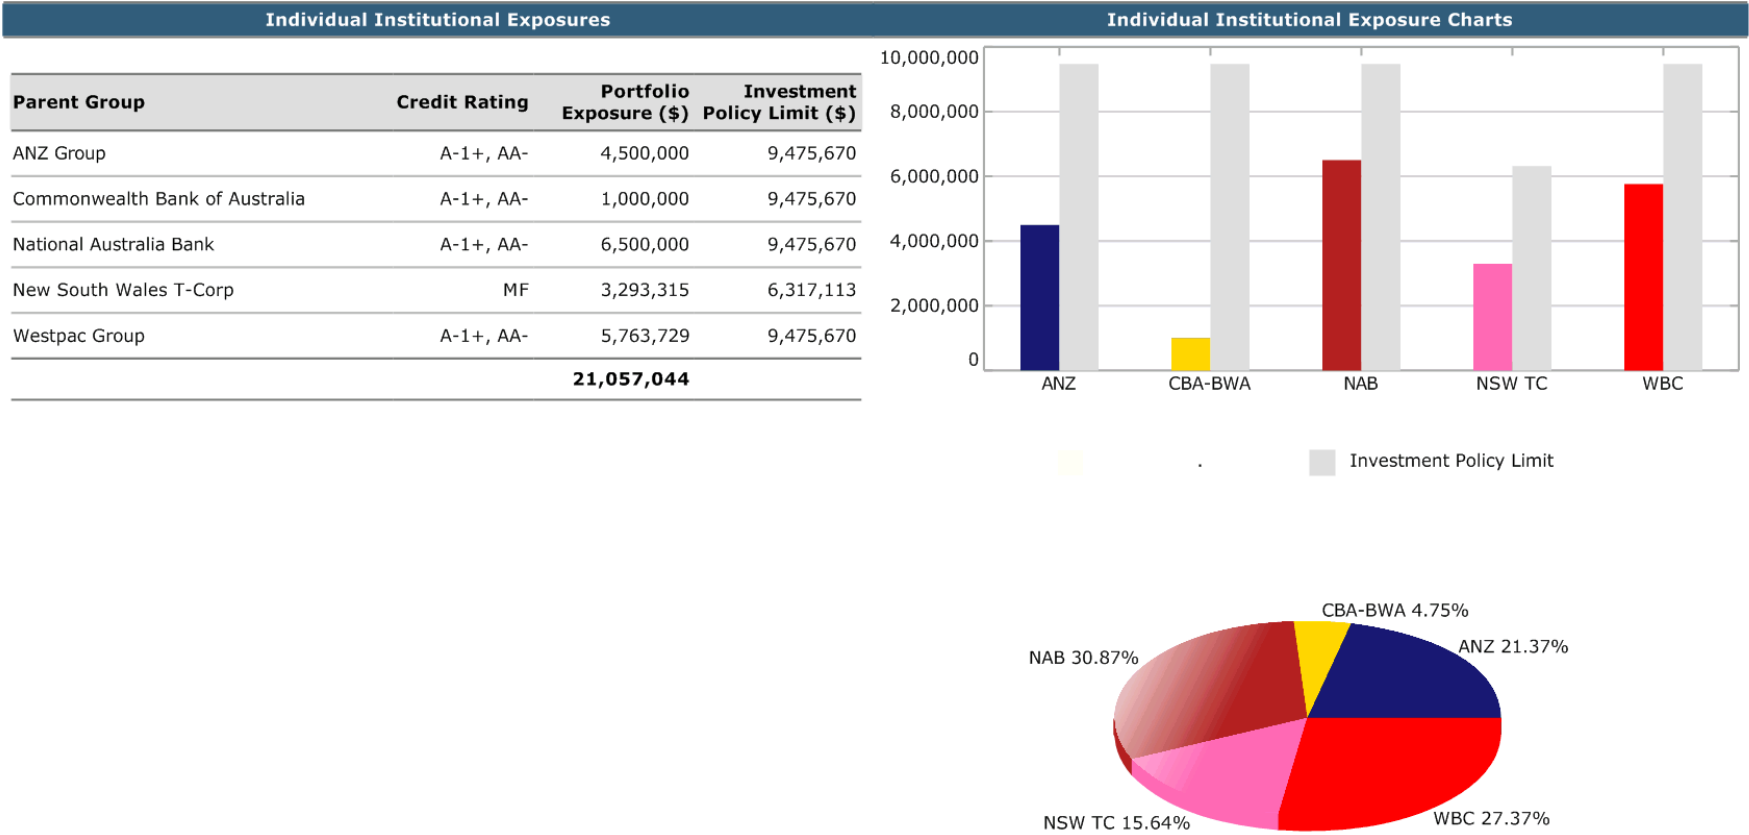 Individual Institutional Exposures
Parent Group Credit Rating Portfolio Exposure ($) Investment Policy Limit ($)
ANZ Group A-1+, AA- 4,500,000 9,475,670
Commonwealth Bank of Australia A-1+, AA- 1,000,000 9,475,670
National Australia Bank A-1+, AA- 6,500,000 9,475,670
New South Wales T-Corp MF 3,293,315 6,317,113
Westpac Group A-1+, AA- 5,763,729 9,475,670
21,057,044
Individual Institutional Exposure Charts
10,000,000
8,000,000
6,000,000
4,000,000
2,000,000
0
ANZ CBA-BWA NAB NSW TC WBC
. Investment Policy Limit
CBA-BWA 4.75%
ANZ 21.37%
NAB 30.87%
WBC 27.37%
NSW TC 15.64%